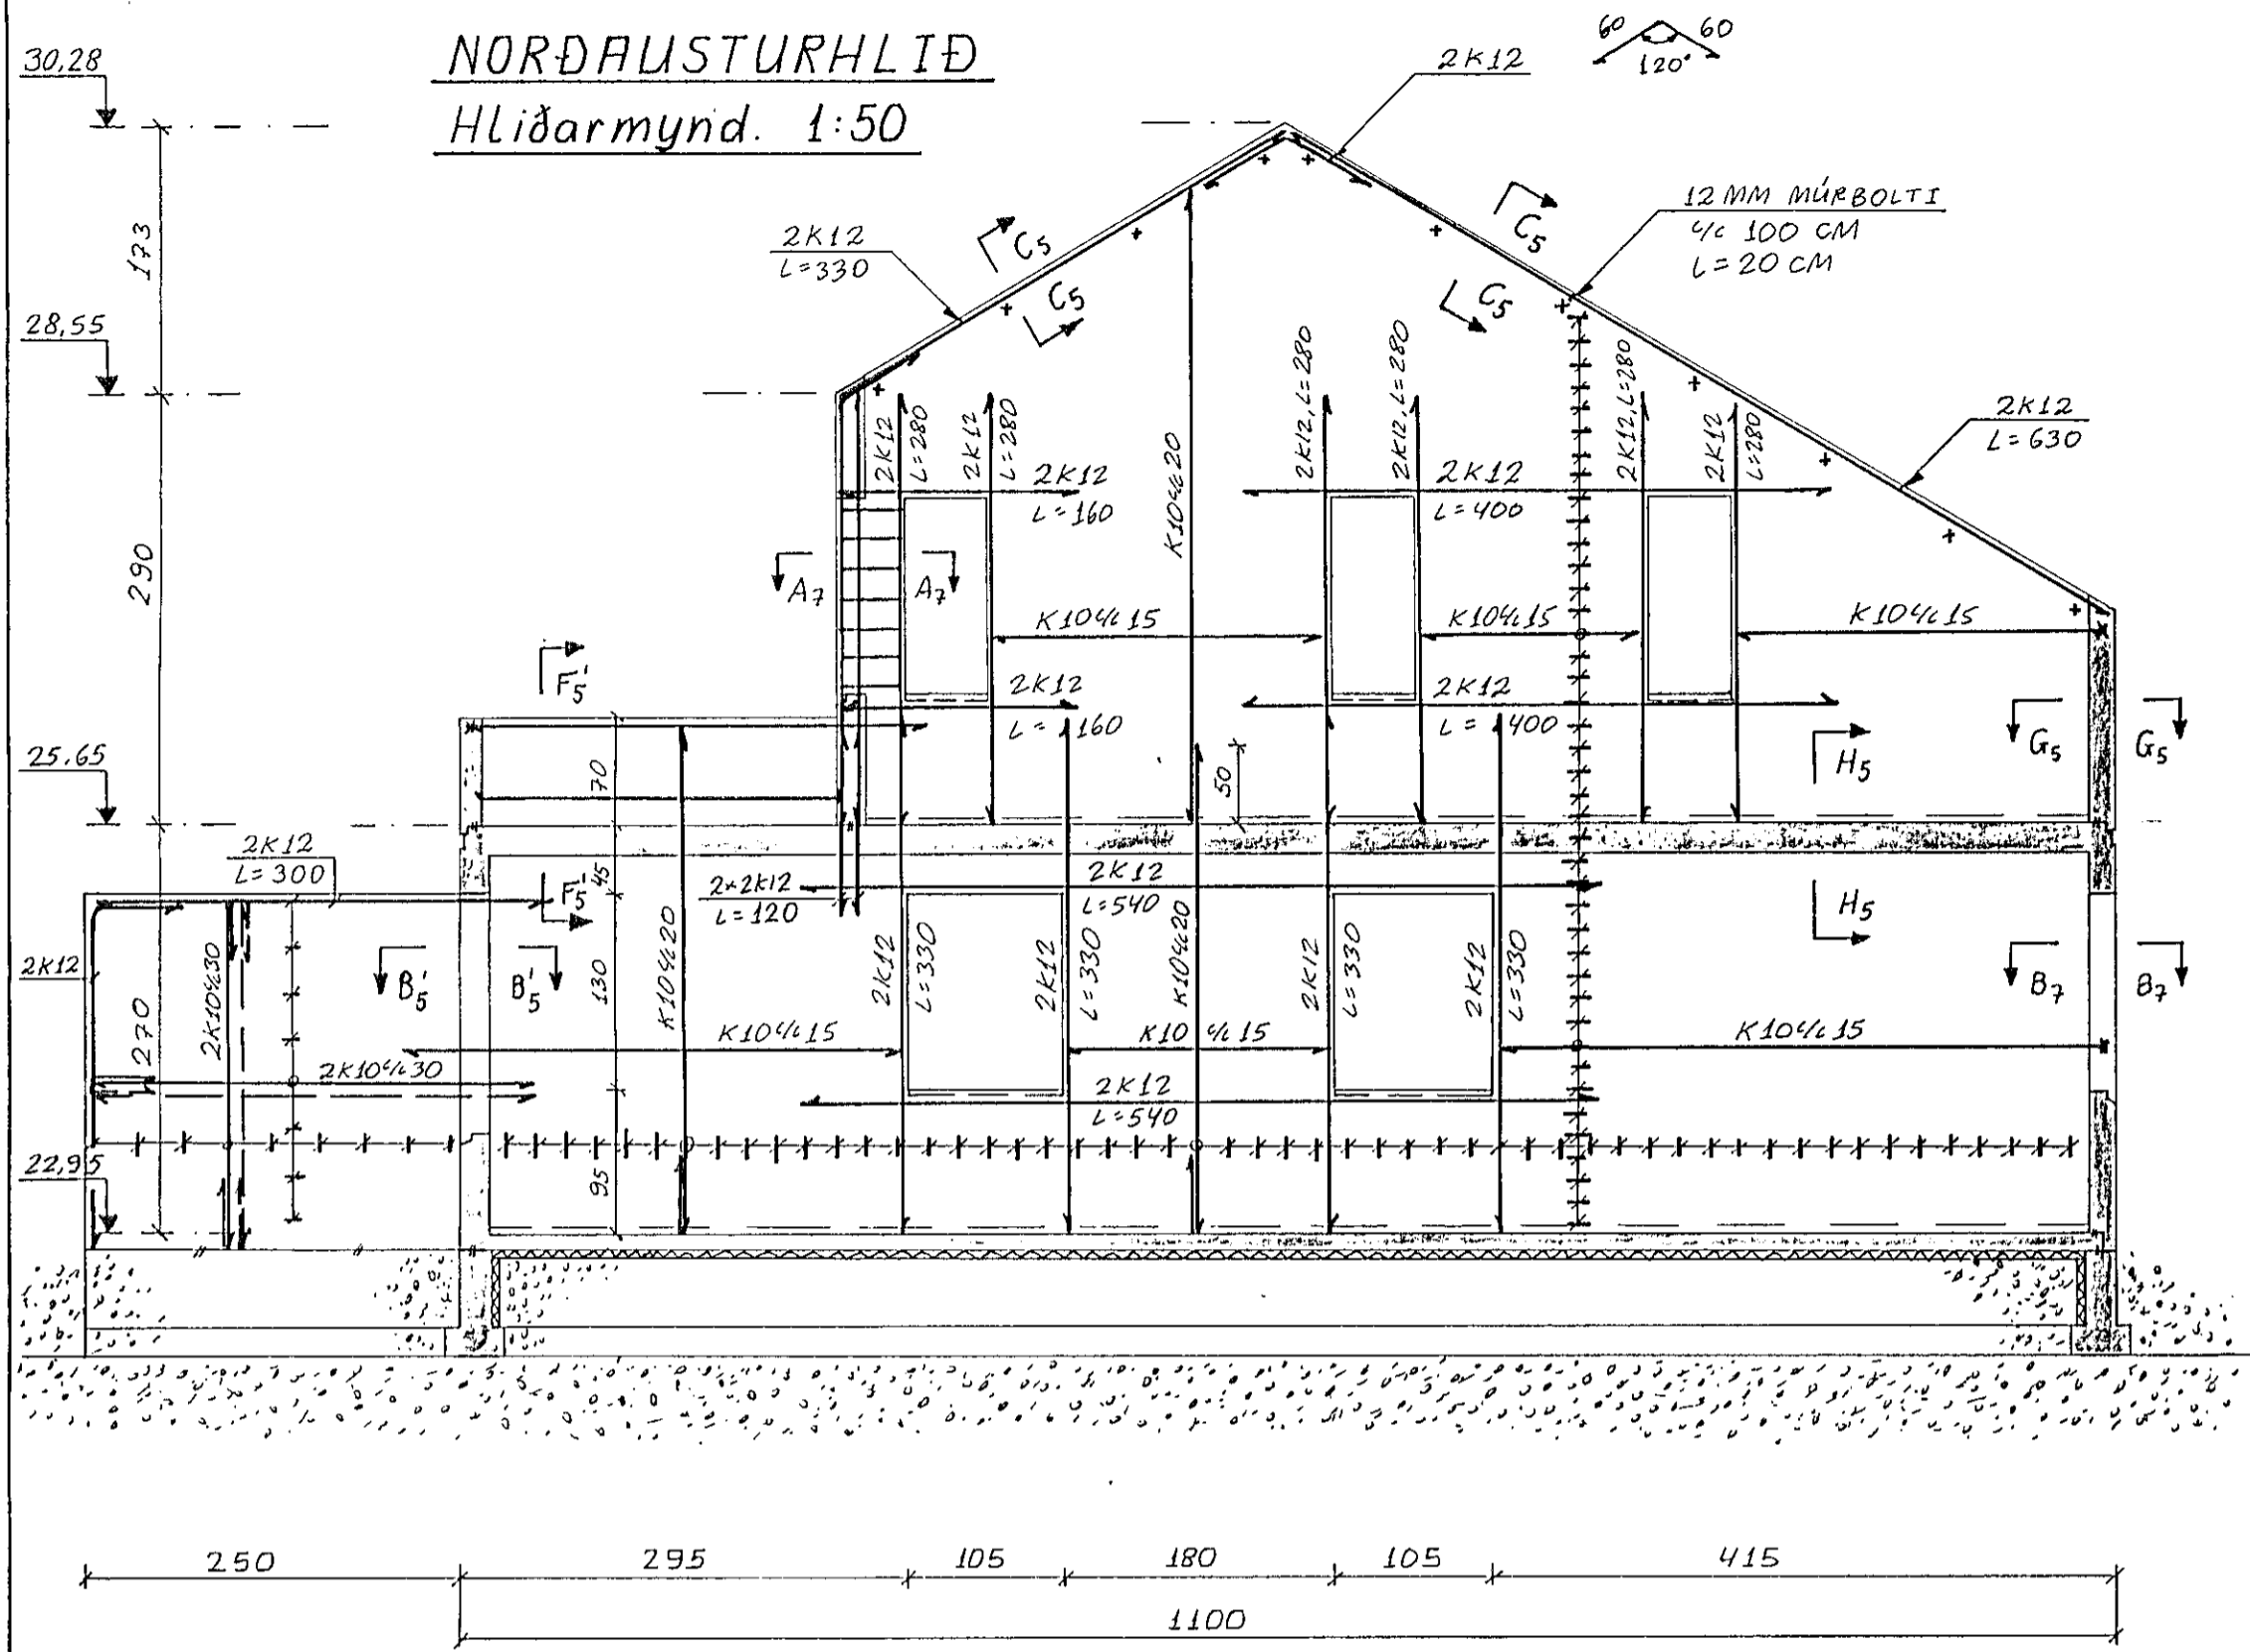 NORÐAUSTURHLIÐ
Hliðarmynd. 1:50
30,28
28,55
25.65
22,95
173
290
270
60
60
120°
2K12
12 MM MÚRBOLTI
c/c 100 CM
L=20 CM
2K12
L=330
C5
C5
C5
C5
2K12
L=630
2K12
L=280
2K12
L=280
2K12, L=280
2K12, L=280
2K12, L=280
2K12
L=280
K10 c/c 20
2K12
L=160
2K12
L=400
A7
A7
K10 c/c 15
K10 c/c 15
K10 c/c 15
2K12
L=160
2K12
L=400
F5'
F5'
G5
G5
H5
H5
70
50
45
130
95
2K12
L=300
2×2K12
L=120
2K12
L=540
2K12
2K10 c/c 30
2K10 c/c 30
B5'
B5'
K10 c/c 20
2K12
L=330
2K12
L=330
K10 c/c 20
2K12
L=330
2K12
L=330
B7
B7
K10 c/c 15
K10 c/c 15
K10 c/c 15
2K12
L=540
250
295
105
180
105
415
1100